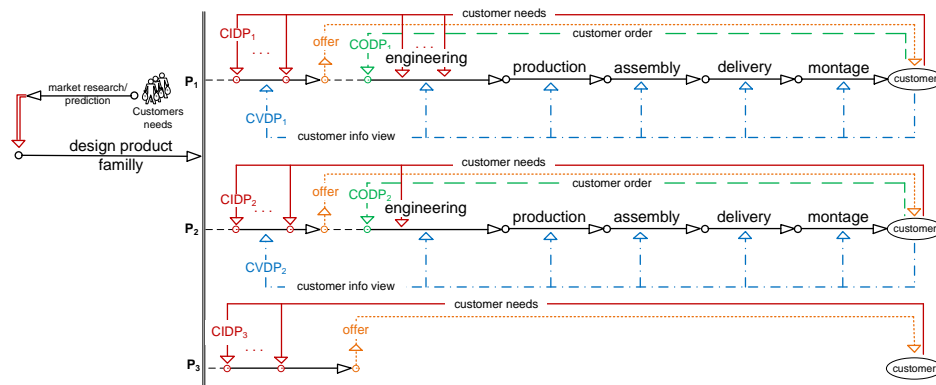 customer needs
CIDP1
. . .
offer
CODP1
. . .
customer order
engineering
production
assembly
delivery
montage
P1
customer
market research/
prediction
Customers
needs
CVDP1
customer info view
design product
familly
customer needs
CIDP2
. . .
offer
CODP2
customer order
engineering
production
assembly
delivery
montage
P2
customer
CVDP2
customer info view
customer needs
CIDP3
. . .
offer
P3
customer